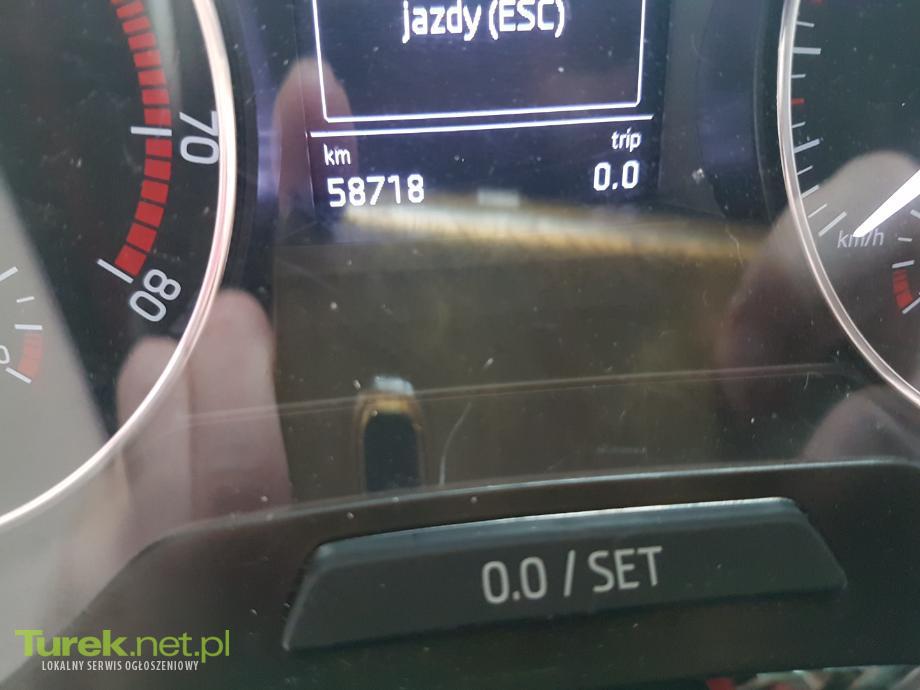 jazdy (ESC)
70
80
km
trip
58718
0.0
km/h
0.0 / SET
Turek.net.pl
LOKALNY SERWIS OGŁOSZENIOWY